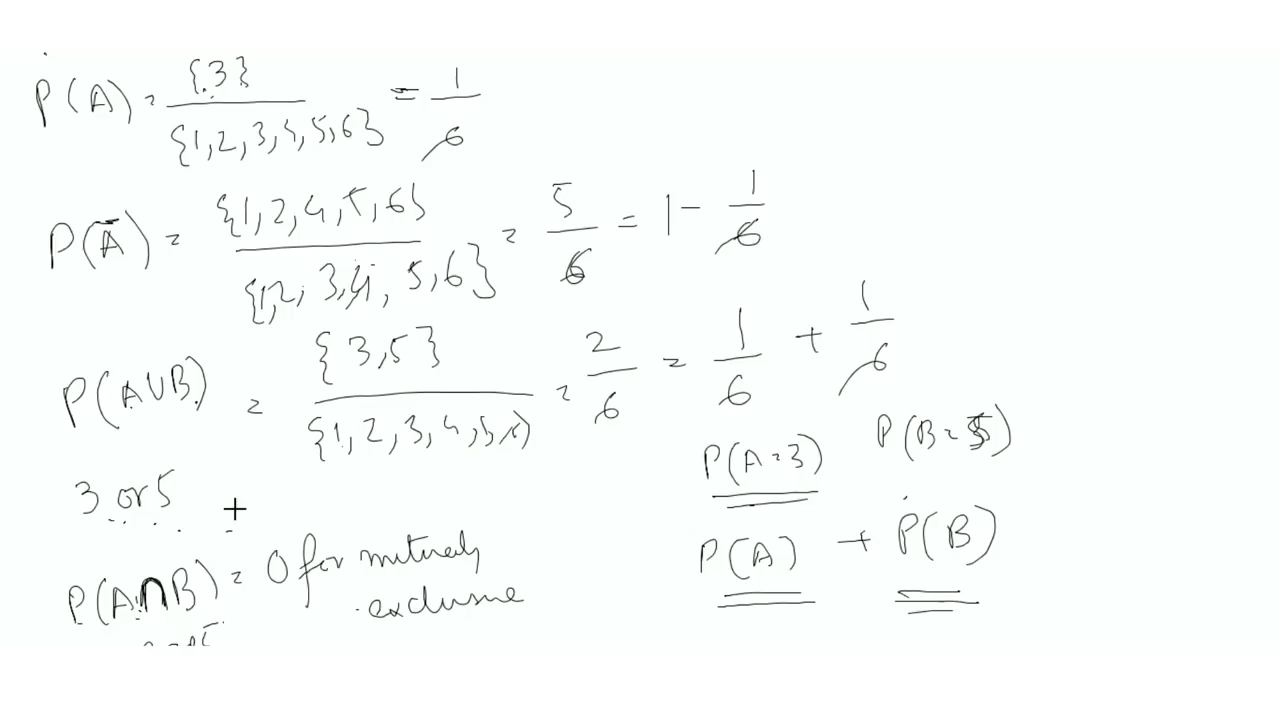 P(A) = {3} / {1,2,3,4,5,6} = 1/6
P(Ā) = {1,2,4,5,6} / {1,2,3,4,5,6} = 5/6 = 1 - 1/6
P(A∪B) = {3,5} / {1,2,3,4,5,6} = 2/6 = 1/6 + 1/6
P(A=3) P(B=5)
3 or 5
P(A) + P(B)
P(A∩B) = 0 for mutually
exclusive